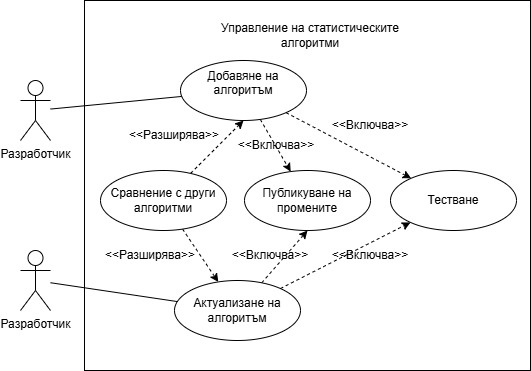 Управление на статистическите
алгоритми
Добавяне на
алгоритъм
Разработчик
<<Разширява>>
<<Включва>>
<<Включва>>
Сравнение с други
алгоритми
Публикуване на
промените
Тестване
<<Разширява>>
<<Включва>>
<<Включва>>
Актуализане на
алгоритъм
Разработчик